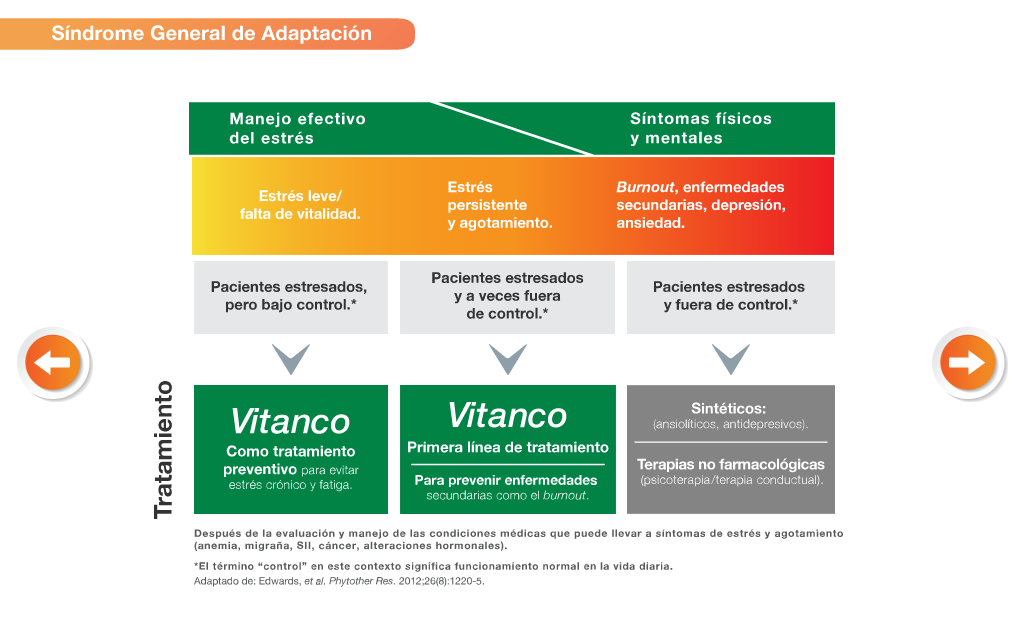 Síndrome General de Adaptación
Manejo efectivo
del estrés
Síntomas físicos
y mentales
Estrés leve/
falta de vitalidad.
Estrés
persistente
y agotamiento.
Burnout, enfermedades
secundarias, depresión,
ansiedad.
Pacientes estresados,
pero bajo control.*
Pacientes estresados
y a veces fuera
de control.*
Pacientes estresados
y fuera de control.*
Tratamiento
Vitanco
Como tratamiento
preventivo para evitar
estrés crónico y fatiga.
Vitanco
Primera línea de tratamiento
Para prevenir enfermedades
secundarias como el burnout.
Sintéticos:
(ansiolíticos, antidepresivos).
Terapias no farmacológicas
(psicoterapia/terapia conductual).
Después de la evaluación y manejo de las condiciones médicas que puede llevar a síntomas de estrés y agotamiento
(anemia, migraña, SII, cáncer, alteraciones hormonales).
*El término “control” en este contexto significa funcionamiento normal en la vida diaria.
Adaptado de: Edwards, et al. Phytother Res. 2012;26(8):1220-5.